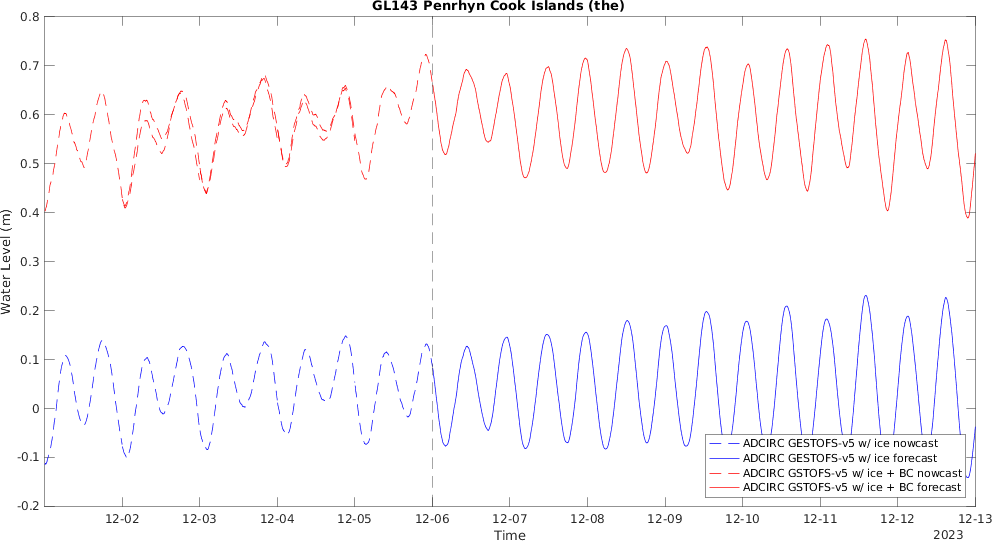 GL143 Penrhyn Cook Islands (the)
0.8
0.7
0.6
0.5
0.4
0.3
0.2
0.1
0
-0.1
-0.2
Water Level (m)
ADCIRC GESTOFS-v5 w/ ice nowcast
ADCIRC GESTOFS-v5 w/ ice forecast
ADCIRC GSTOFS-v5 w/ ice + BC nowcast
ADCIRC GSTOFS-v5 w/ ice + BC forecast
12-02 12-03 12-04 12-05 12-06 12-07 12-08 12-09 12-10 12-11 12-12 12-13
Time
2023